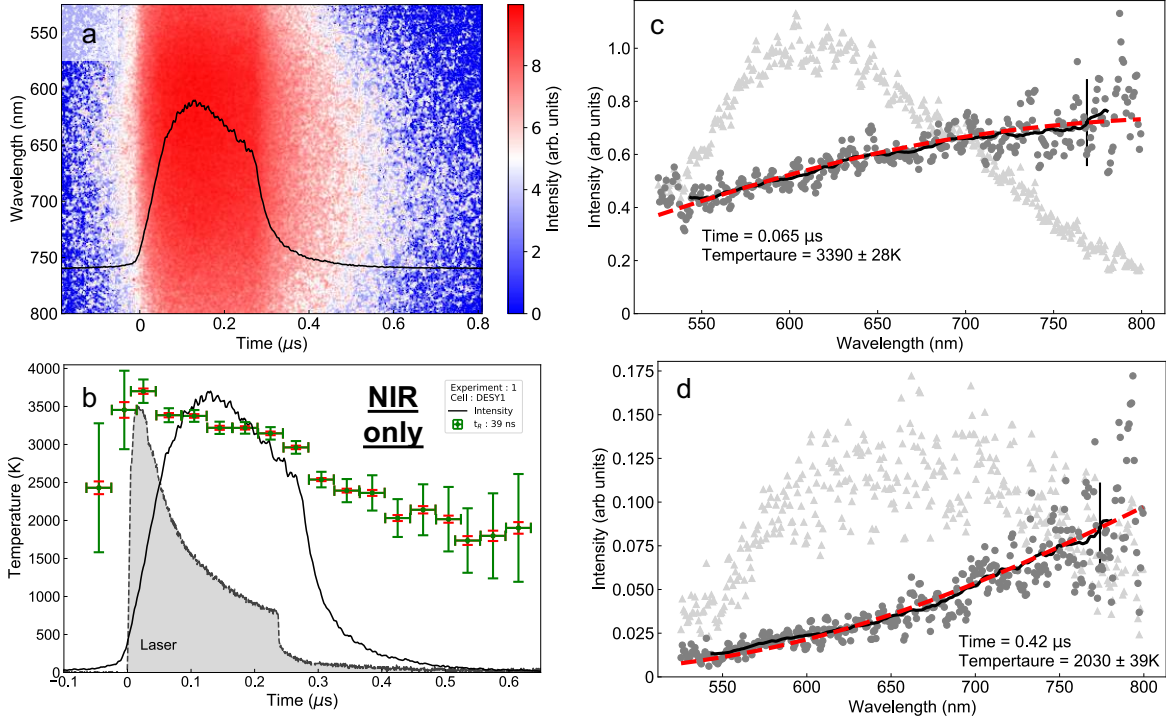 a
Wavelength (nm)
550
600
650
700
750
800
0
0.2
0.4
0.6
0.8
Time (μs)
8
6
4
2
0
Intensity (arb. units)
c
Intensity (arb units)
1.0
0.8
0.6
0.4
0.2
0
Time = 0.065 μs
Tempertaure = 3390 ± 28K
550
600
650
700
750
800
Wavelength (nm)
b
NIR
only
Experiment : 1
Cell : DESY1
Intensity
t_R : 39 ns
Temperature (K)
4000
3500
3000
2500
2000
1500
1000
500
0
Laser
−0.1
0
0.1
0.2
0.3
0.4
0.5
0.6
Time (μs)
d
Intensity (arb units)
0.175
0.150
0.125
0.100
0.075
0.050
0.025
0
Time = 0.42 μs
Tempertaure = 2030 ± 39K
550
600
650
700
750
800
Wavelength (nm)